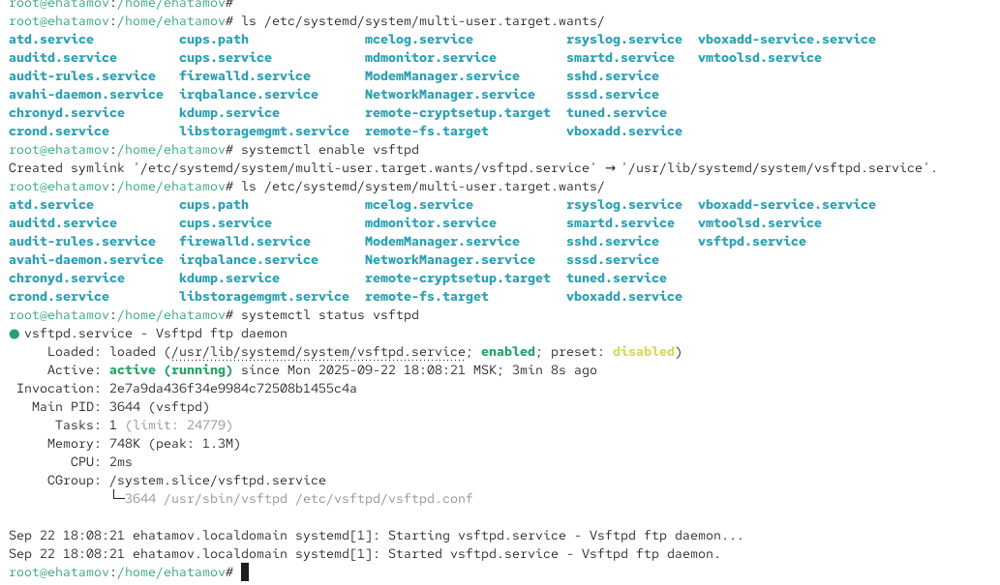 root@ehatamov:/home/ehatamov#
root@ehatamov:/home/ehatamov# ls /etc/systemd/system/multi-user.target.wants/
atd.service cups.path mcelog.service rsyslog.service vboxadd-service.service
auditd.service cups.service mdmonitor.service smartd.service vmtoolsd.service
audit-rules.service firewalld.service ModemManager.service sshd.service
avahi-daemon.service irqbalance.service NetworkManager.service sssd.service
chronyd.service kdump.service remote-cryptsetup.target tuned.service
crond.service libstoragemgmt.service remote-fs.target vboxadd.service
root@ehatamov:/home/ehatamov# systemctl enable vsftpd
Created symlink '/etc/systemd/system/multi-user.target.wants/vsftpd.service' → '/usr/lib/systemd/system/vsftpd.service'.
root@ehatamov:/home/ehatamov# ls /etc/systemd/system/multi-user.target.wants/
atd.service cups.path mcelog.service rsyslog.service vboxadd-service.service
auditd.service cups.service mdmonitor.service smartd.service vmtoolsd.service
audit-rules.service firewalld.service ModemManager.service sshd.service vsftpd.service
avahi-daemon.service irqbalance.service NetworkManager.service sssd.service
chronyd.service kdump.service remote-cryptsetup.target tuned.service
crond.service libstoragemgmt.service remote-fs.target vboxadd.service
root@ehatamov:/home/ehatamov# systemctl status vsftpd
● vsftpd.service - Vsftpd ftp daemon
Loaded: loaded (/usr/lib/systemd/system/vsftpd.service; enabled; preset: disabled)
Active: active (running) since Mon 2025-09-22 18:08:21 MSK; 3min 8s ago
Invocation: 2e7a9da436f34e9984c72508b1455c4a
Main PID: 3644 (vsftpd)
Tasks: 1 (limit: 24779)
Memory: 748K (peak: 1.3M)
CPU: 2ms
CGroup: /system.slice/vsftpd.service
└─3644 /usr/sbin/vsftpd /etc/vsftpd/vsftpd.conf
Sep 22 18:08:21 ehatamov.localdomain systemd[1]: Starting vsftpd.service - Vsftpd ftp daemon...
Sep 22 18:08:21 ehatamov.localdomain systemd[1]: Started vsftpd.service - Vsftpd ftp daemon.
root@ehatamov:/home/ehatamov#